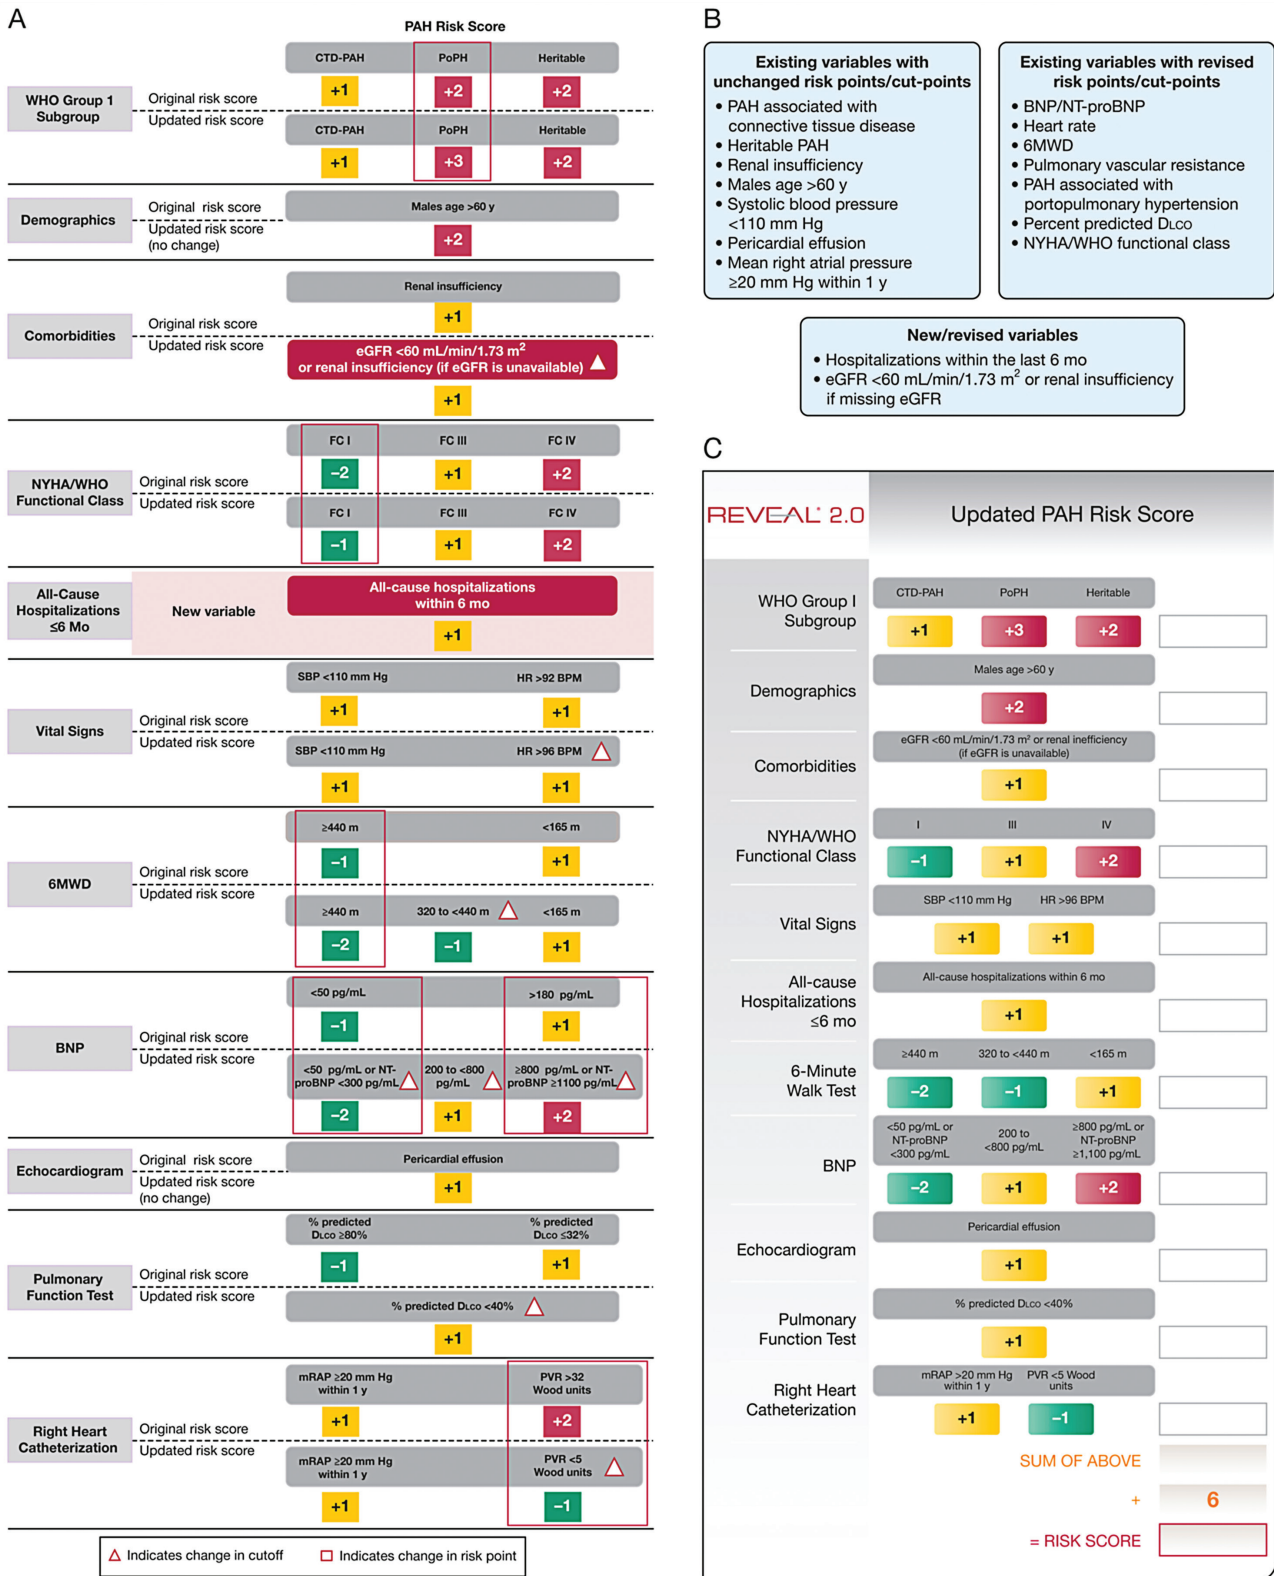 A
PAH Risk Score
WHO Group 1
Subgroup
Original risk score
Updated risk score
CTD-PAH PoPH Heritable
+1 +2 +2
CTD-PAH PoPH Heritable
+1 +3 +2
Demographics
Original risk score
Updated risk score
(no change)
Males age >60 y
+2
Comorbidities
Original risk score
Updated risk score
Renal insufficiency
+1
eGFR <60 mL/min/1.73 m²
or renal insufficiency (if eGFR is unavailable)
+1
NYHA/WHO
Functional Class
Original risk score
Updated risk score
FC I FC III FC IV
−2 +1 +2
FC I FC III FC IV
−1 +1 +2
All-Cause
Hospitalizations
≤6 Mo
New variable
All-cause hospitalizations
within 6 mo
+1
Vital Signs
Original risk score
Updated risk score
SBP <110 mm Hg HR >92 BPM
+1 +1
SBP <110 mm Hg HR >96 BPM
+1 +1
6MWD
Original risk score
Updated risk score
≥440 m <165 m
−1 +1
≥440 m 320 to <440 m <165 m
−2 −1 +1
BNP
Original risk score
Updated risk score
<50 pg/mL >180 pg/mL
−1 +1
<50 pg/mL or NT- 200 to <800 ≥800 pg/mL or NT-
proBNP <300 pg/mL pg/mL proBNP ≥1100 pg/mL
−2 +1 +2
Echocardiogram
Original risk score
Updated risk score
(no change)
Pericardial effusion
+1
Pulmonary
Function Test
Original risk score
Updated risk score
% predicted % predicted
DLCO ≥80% DLCO ≤32%
−1 +1
% predicted DLCO <40%
+1
Right Heart
Catheterization
Original risk score
Updated risk score
mRAP ≥20 mm Hg PVR >32
within 1 y Wood units
+1 +2
mRAP ≥20 mm Hg PVR <5
within 1 y Wood units
+1 −1
Indicates change in cutoff Indicates change in risk point
B
Existing variables with
unchanged risk points/cut-points
• PAH associated with
connective tissue disease
• Heritable PAH
• Renal insufficiency
• Males age >60 y
• Systolic blood pressure
<110 mm Hg
• Pericardial effusion
• Mean right atrial pressure
≥20 mm Hg within 1 y
Existing variables with revised
risk points/cut-points
• BNP/NT-proBNP
• Heart rate
• 6MWD
• Pulmonary vascular resistance
• PAH associated with
portopulmonary hypertension
• Percent predicted DLCO
• NYHA/WHO functional class
New/revised variables
• Hospitalizations within the last 6 mo
• eGFR <60 mL/min/1.73 m² or renal insufficiency
if missing eGFR
C
REVEAL® 2.0 Updated PAH Risk Score
WHO Group I
Subgroup
CTD-PAH PoPH Heritable
+1 +3 +2
Demographics
Males age >60 y
+2
Comorbidities
eGFR <60 mL/min/1.73 m² or renal inefficiency
(if eGFR is unavailable)
+1
NYHA/WHO
Functional Class
I III IV
−1 +1 +2
Vital Signs
SBP <110 mm Hg HR >96 BPM
+1 +1
All-cause
Hospitalizations
≤6 mo
All-cause hospitalizations within 6 mo
+1
6-Minute
Walk Test
≥440 m 320 to <440 m <165 m
−2 −1 +1
BNP
<50 pg/mL or 200 to ≥800 pg/mL or
NT-proBNP <800 pg/mL NT-proBNP
<300 pg/mL ≥1,100 pg/mL
−2 +1 +2
Echocardiogram
Pericardial effusion
+1
Pulmonary
Function Test
% predicted DLCO <40%
+1
Right Heart
Catheterization
mRAP >20 mm Hg PVR <5 Wood
within 1 y units
+1 −1
SUM OF ABOVE
+ 6
= RISK SCORE